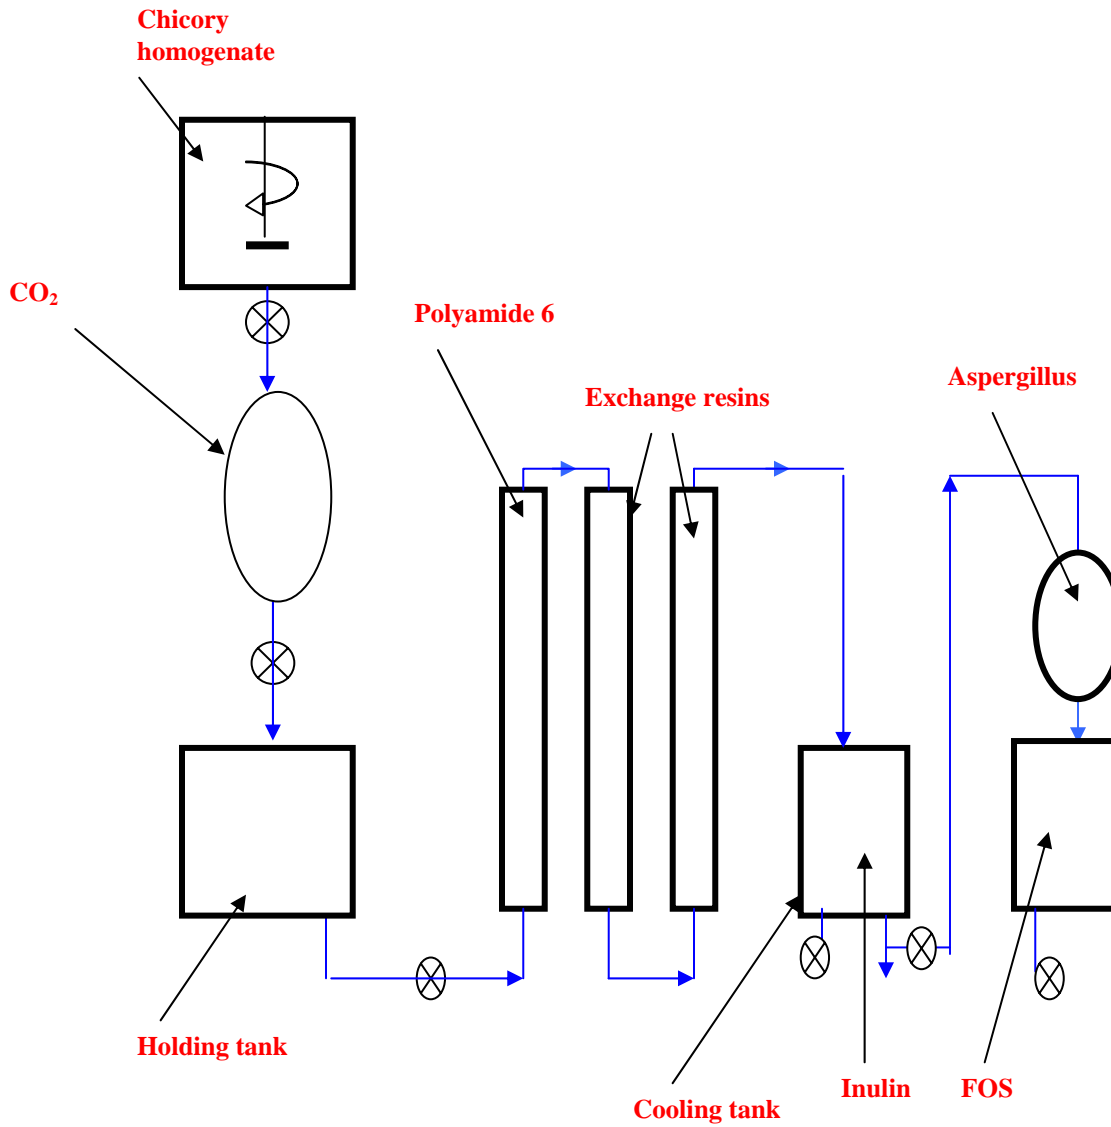 Chicory
homogenate
CO₂
Polyamide 6
Aspergillus
Exchange resins
Holding tank
Inulin
FOS
Cooling tank